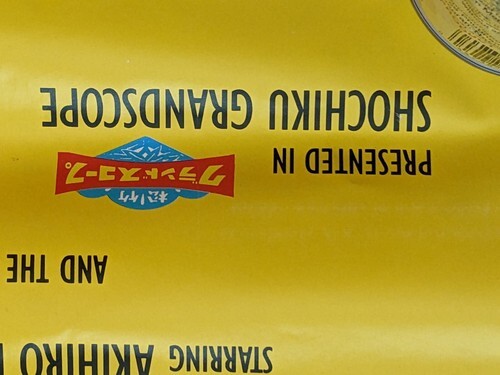 STARRING AKIHIRO
AND THE
PRESENTED IN
松竹
グランドスコープ
SHOCHIKU GRANDSCOPE